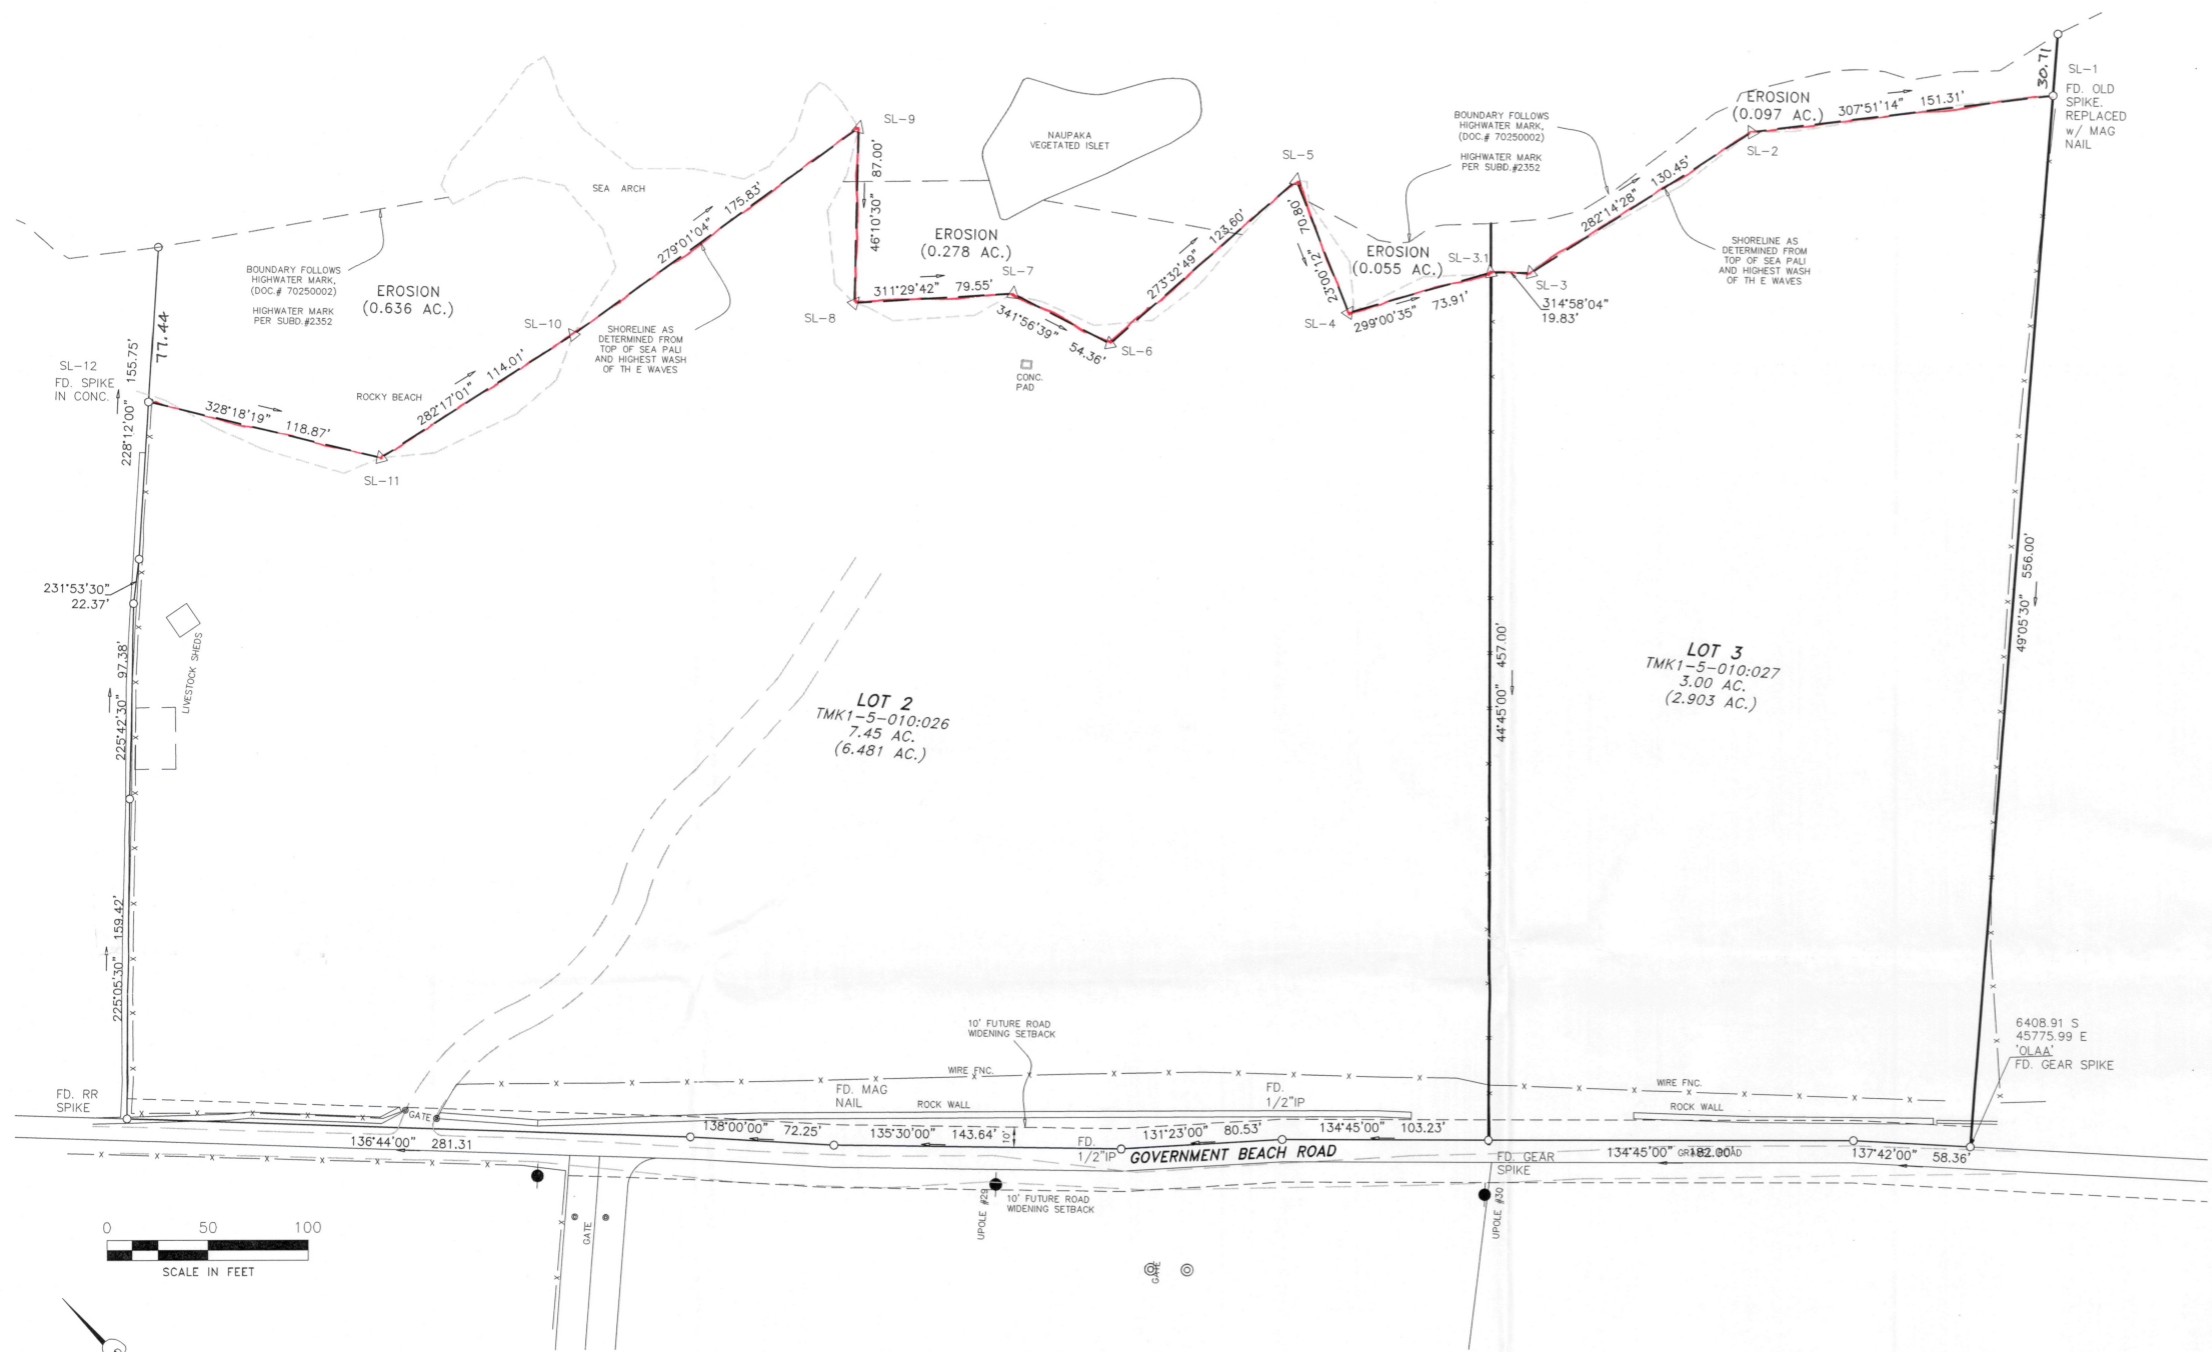 SL-1
FD. OLD
SPIKE.
REPLACED
w/ MAG
NAIL
30.71
EROSION
(0.097 AC.)
307°51'14" 151.31'
SL-2
BOUNDARY FOLLOWS
HIGHWATER MARK,
(DOC.# 70250002)
HIGHWATER MARK
PER SUBD.#2352
282°14'28" 130.45'
SHORELINE AS
DETERMINED FROM
TOP OF SEA PALI
AND HIGHEST WASH
OF TH E WAVES
SL-3
314°58'04"
19.83'
SL-3.1
EROSION
(0.055 AC.)
299°00'35" 73.91'
SL-4
23°00'12" 70.80'
SL-5
273°32'49" 123.60'
SL-6
341°56'39" 54.36'
SL-7
EROSION
(0.278 AC.)
NAUPAKA
VEGETATED ISLET
311°29'42" 79.55'
SL-8
46°10'30" 87.00'
SL-9
SEA ARCH
279°01'04" 175.83'
SHORELINE AS
DETERMINED FROM
TOP OF SEA PALI
AND HIGHEST WASH
OF TH E WAVES
SL-10
BOUNDARY FOLLOWS
HIGHWATER MARK,
(DOC.# 70250002)
HIGHWATER MARK
PER SUBD.#2352
EROSION
(0.636 AC.)
ROCKY BEACH
282°17'01" 114.01'
SL-11
328°18'19" 118.87'
SL-12
FD. SPIKE
IN CONC.
77.44
228°12'00" 155.75'
CONC.
PAD
231°53'30"
22.37'
LIVESTOCK SHEDS
225°42'30" 97.38'
225°05'30" 159.42'
LOT 2
TMK1-5-010:026
7.45 AC.
(6.481 AC.)
44°45'00" 457.00'
LOT 3
TMK1-5-010:027
3.00 AC.
(2.903 AC.)
49°05'30" 556.00'
6408.91 S
45775.99 E
'OLAA'
FD. GEAR SPIKE
10' FUTURE ROAD
WIDENING SETBACK
WIRE FNC.
WIRE FNC.
FD. RR
SPIKE
GATE
FD. MAG
NAIL
ROCK WALL
FD.
1/2"IP
ROCK WALL
136°44'00" 281.31
138°00'00" 72.25'
135°30'00" 143.64'
10'
FD.
1/2"IP
131°23'00" 80.53'
134°45'00" 103.23'
GOVERNMENT BEACH ROAD
FD. GEAR
SPIKE
134°45'00" 182.00'
137°42'00" 58.36'
UPOLE #29
10' FUTURE ROAD
WIDENING SETBACK
UPOLE #30
GATE
GATE
0 50 100
SCALE IN FEET